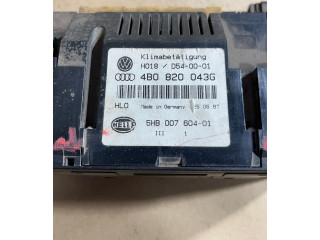 Klimabetätigung
H018 / D54-00-01
4B0 820 043G
HLO Made in Germany
HELLA 5HB 007 604-01
III 1